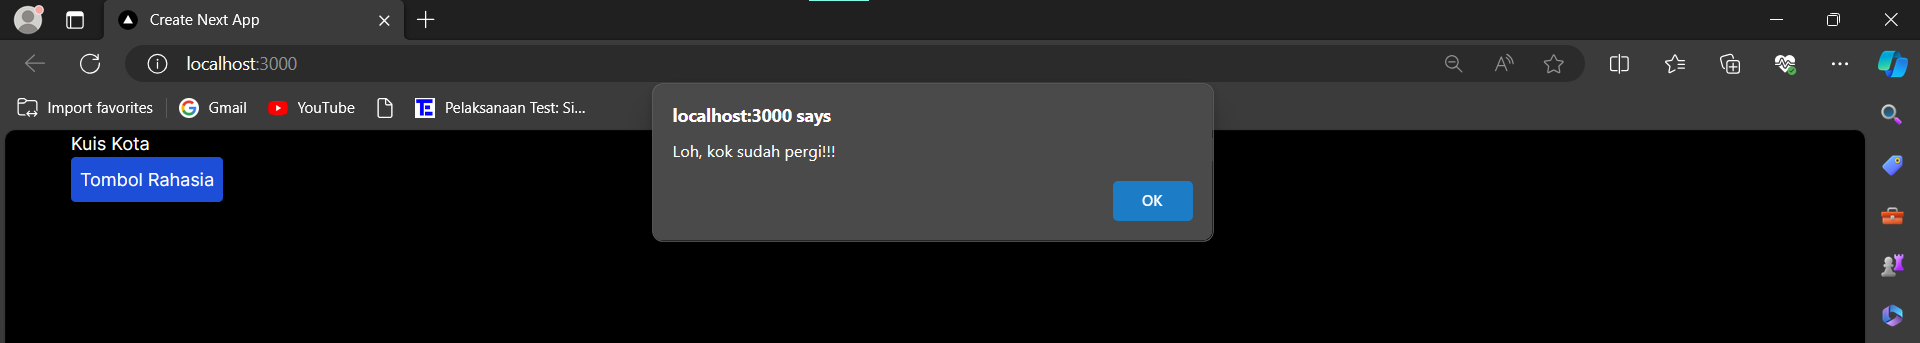 Create Next App
localhost:3000
Import favorites
Gmail
YouTube
Pelaksanaan Test: Si...
localhost:3000 says
Loh, kok sudah pergi!!!
OK
Kuis Kota
Tombol Rahasia